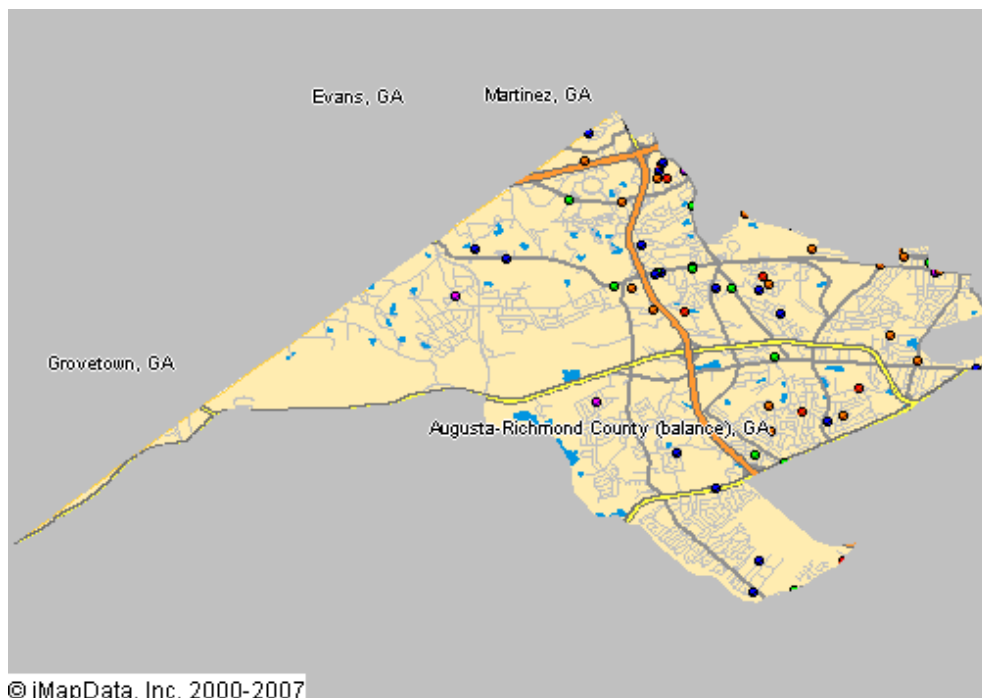 Evans, GA
Martinez, GA
Grovetown, GA
Augusta-Richmond County (balance), GA
© iMapData, Inc. 2000-2007